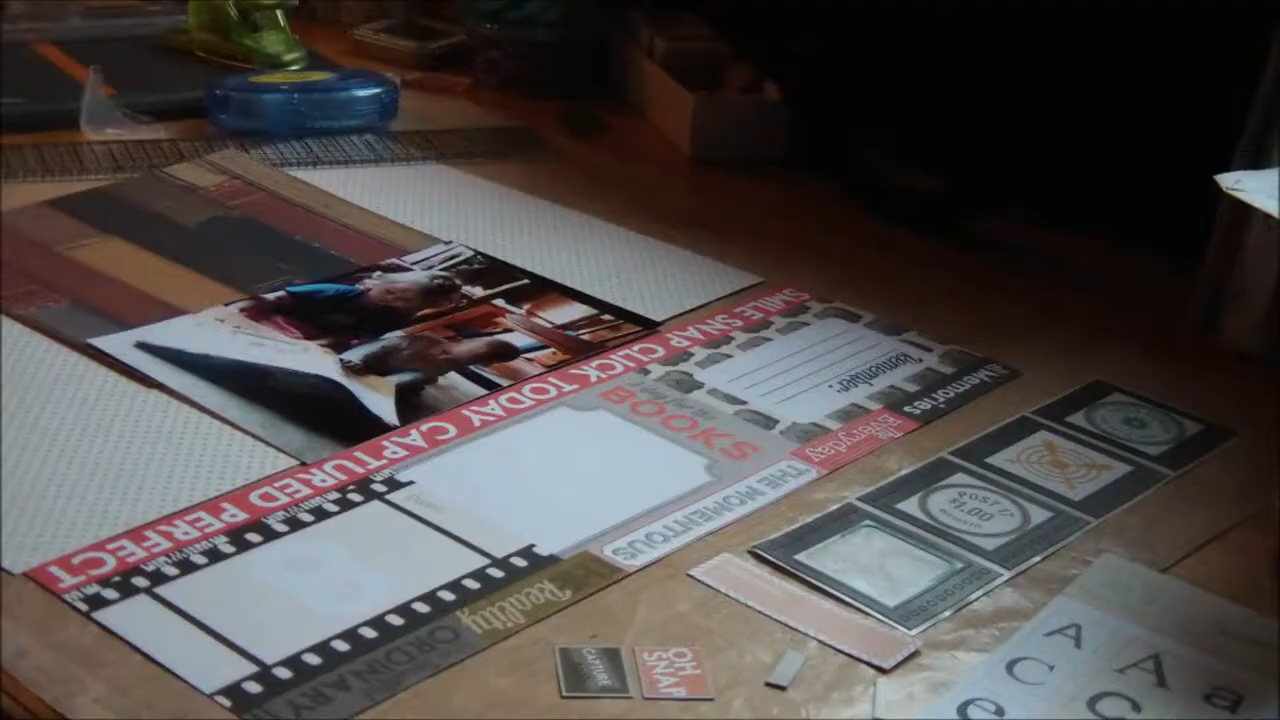 SMILE SNAP CLICK TODAY CAPTURED PERFECT
Remember:
#Memories
the Everyday
BOOKS
THE MOMENTOUS
Reality
ORDINARY
POST
$1.00
CAPTURE
OH
SNAP
A
A
a
C
C
e